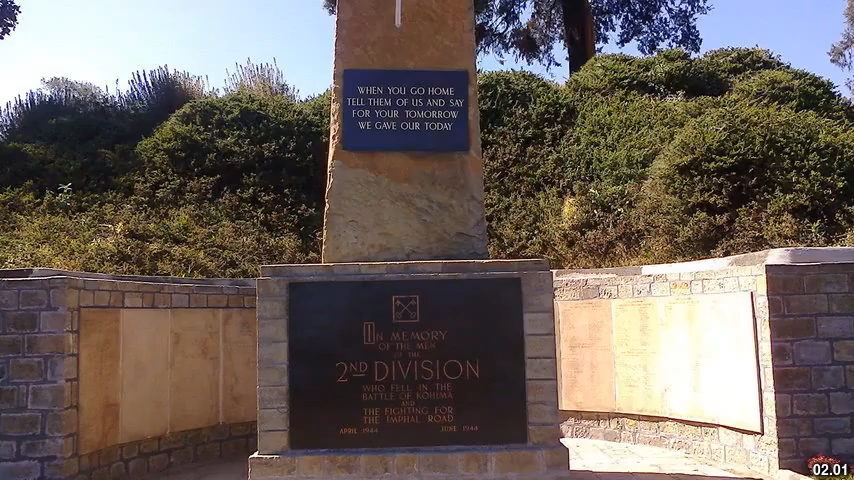 WHEN YOU GO HOME
TELL THEM OF US AND SAY
FOR YOUR TOMORROW
WE GAVE OUR TODAY
IN MEMORY
OF THE MEN
OF THE
2ND DIVISION
WHO FELL IN THE
BATTLE OF KOHIMA
AND
THE FIGHTING FOR
THE IMPHAL ROAD
APRIL 1944 JUNE 1944
02.01